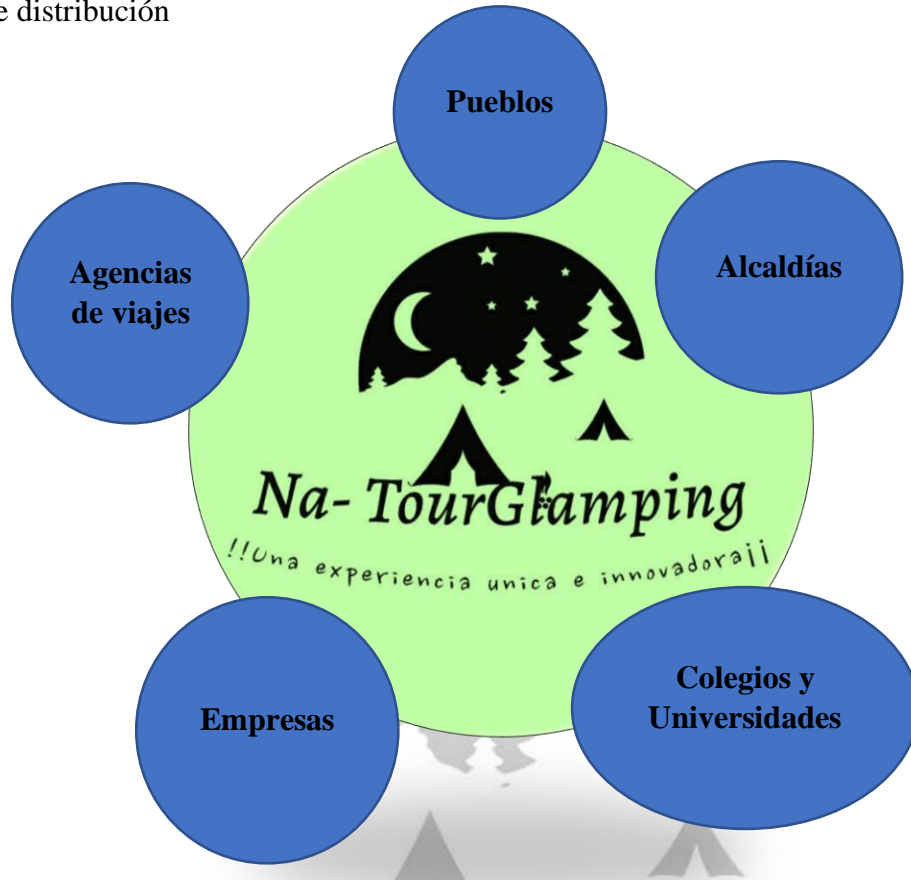 e distribución
Pueblos
Agencias
de viajes
Alcaldías
Na- TourGlamping
!!Una experiencia unica e innovadora¡¡
Empresas
Colegios y
Universidades